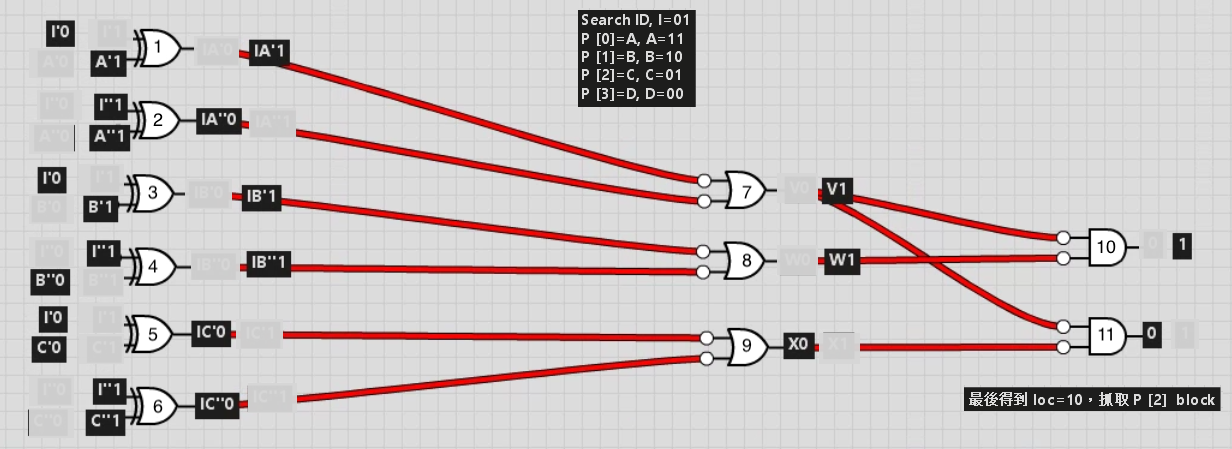 Search ID, I=01
P [0]=A, A=11
P [1]=B, B=10
P [2]=C, C=01
P [3]=D, D=00
I'0 I'1
A'0 A'1
1
IA'0 IA'1
I''0 I''1
A''0 A''1
2
IA''0 IA''1
I'0 I'1
B'0 B'1
3
IB'0 IB'1
I''0 I''1
B''0 B''1
4
IB''0 IB''1
I'0 I'1
C'0 C'1
5
IC'0 IC'1
I''0 I''1
C''0 C''1
6
IC''0 IC''1
7
V0 V1
8
W0 W1
9
X0 X1
10
0 1
11
0 1
最後得到 loc=10，抓取 P [2] block